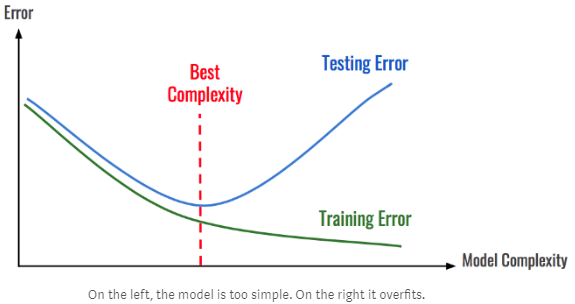 Error
Testing Error
Best
Complexity
Training Error
Model Complexity
On the left, the model is too simple. On the right it overfits.